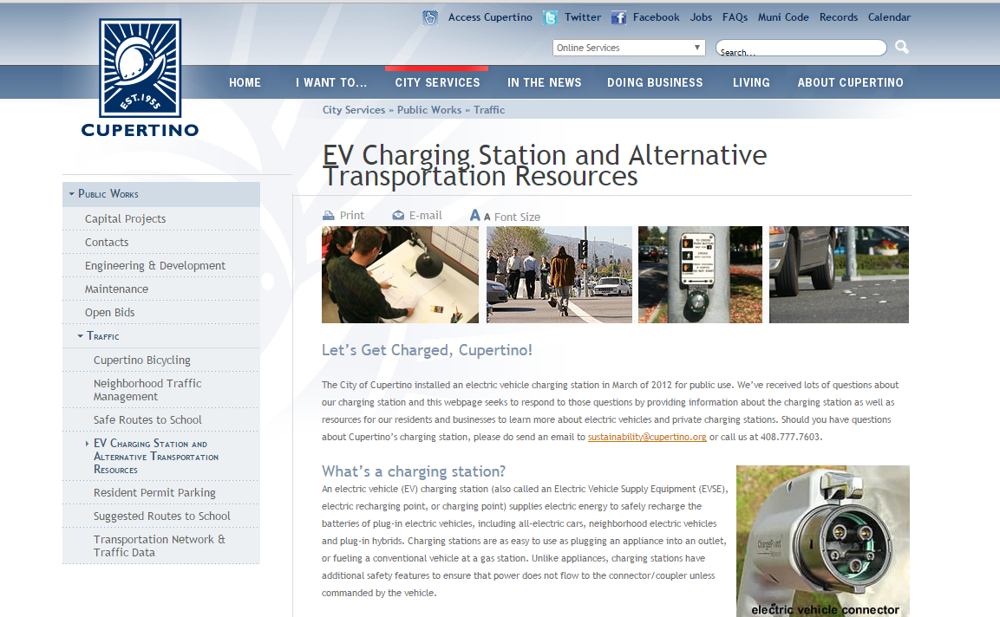 Access Cupertino Twitter Facebook Jobs FAQs Muni Code Records Calendar
Online Services Search...
HOME I WANT TO... CITY SERVICES IN THE NEWS DOING BUSINESS LIVING ABOUT CUPERTINO
EST. 1955
CUPERTINO
City Services » Public Works » Traffic
EV Charging Station and Alternative
Transportation Resources
Print E-mail A A Font Size
Public Works
Capital Projects
Contacts
Engineering & Development
Maintenance
Open Bids
Traffic
Cupertino Bicycling
Neighborhood Traffic
Management
Safe Routes to School
EV Charging Station and
Alternative Transportation
Resources
Resident Permit Parking
Suggested Routes to School
Transportation Network &
Traffic Data
Let's Get Charged, Cupertino!
The City of Cupertino installed an electric vehicle charging station in March of 2012 for public use. We've received lots of questions about
our charging station and this webpage seeks to respond to those questions by providing information about the charging station as well as
resources for our residents and businesses to learn more about electric vehicles and private charging stations. Should you have questions
about Cupertino's charging station, please do send an email to sustainability@cupertino.org or call us at 408.777.7603.
What's a charging station?
An electric vehicle (EV) charging station (also called an Electric Vehicle Supply Equipment (EVSE),
electric recharging point, or charging point) supplies electric energy to safely recharge the
batteries of plug-in electric vehicles, including all-electric cars, neighborhood electric vehicles
and plug-in hybrids. Charging stations are as easy to use as plugging an appliance into an outlet,
or fueling a conventional vehicle at a gas station. Unlike appliances, charging stations have
additional safety features to ensure that power does not flow to the connector/coupler unless
commanded by the vehicle.
ChargePoint
electric vehicle connector